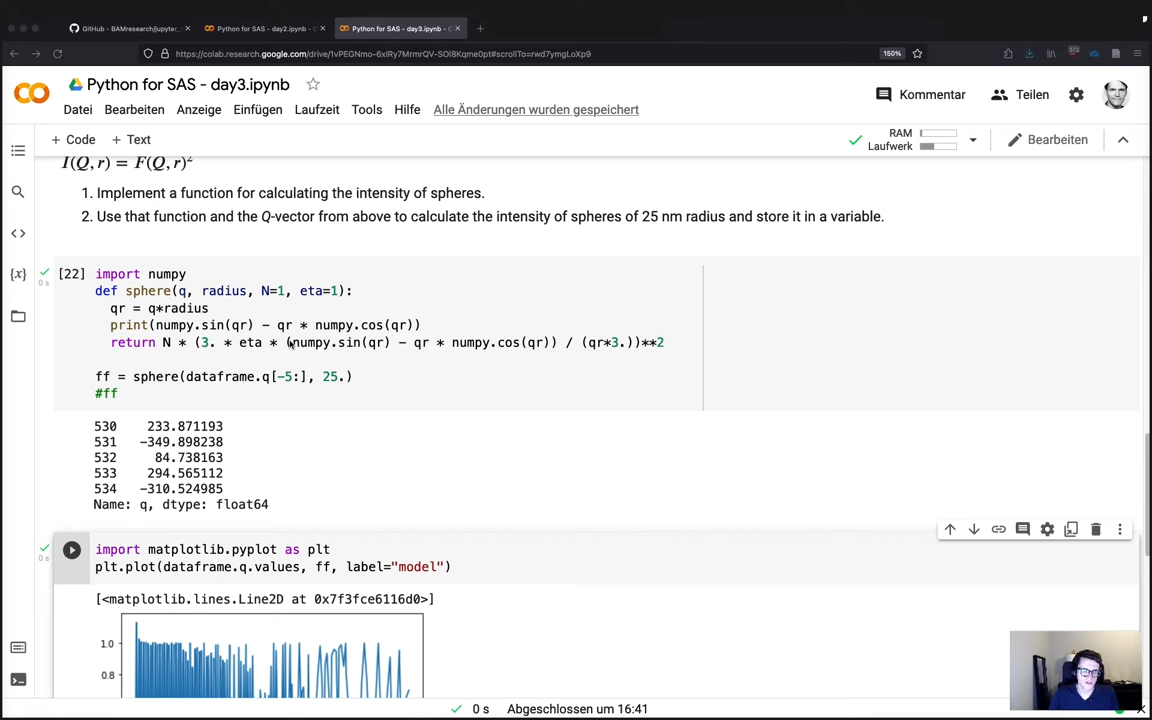 GitHub - BAMresearch/jupyter_ × Python for SAS - day2.ipynb - C × Python for SAS - day3.ipynb - C × +
https://colab.research.google.com/drive/1vPEGNmo-6xIRy7MrmrQV-SOl8Kqme0pt#scrollTo=rwd7ymgLoXp9 150%
Python for SAS - day3.ipynb
Kommentar Teilen
Datei Bearbeiten Anzeige Einfügen Laufzeit Tools Hilfe Alle Änderungen wurden gespeichert
+ Code + Text RAM Laufwerk Bearbeiten
I(Q, r) = F(Q, r)²
1. Implement a function for calculating the intensity of spheres.
2. Use that function and the Q-vector from above to calculate the intensity of spheres of 25 nm radius and store it in a variable.
[22] import numpy
0 s
def sphere(q, radius, N=1, eta=1):
qr = q*radius
print(numpy.sin(qr) - qr * numpy.cos(qr))
return N * (3. * eta * (numpy.sin(qr) - qr * numpy.cos(qr)) / (qr*3.))**2
ff = sphere(dataframe.q[-5:], 25.)
#ff
530 233.871193
531 -349.898238
532 84.738163
533 294.565112
534 -310.524985
Name: q, dtype: float64
import matplotlib.pyplot as plt
0 s
plt.plot(dataframe.q.values, ff, label="model")
[<matplotlib.lines.Line2D at 0x7f3fce6116d0>]
1.0
0.8
0 s Abgeschlossen um 16:41